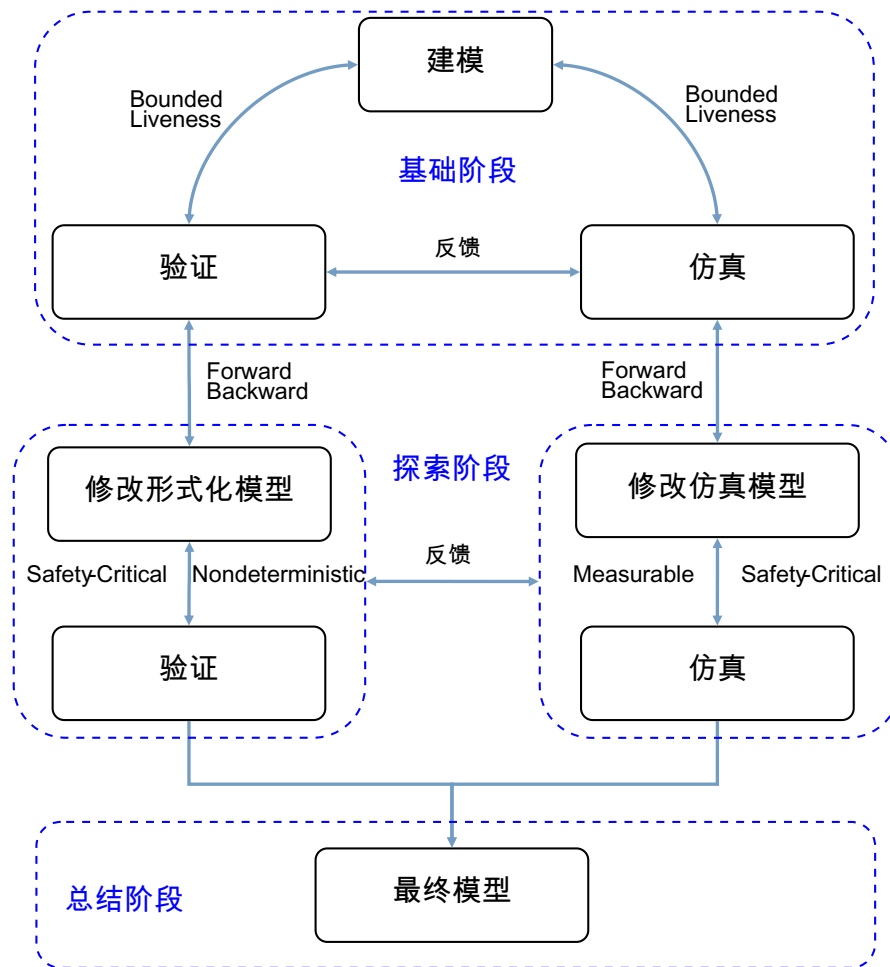 建模
Bounded
Liveness
Bounded
Liveness
基础阶段
验证
反馈
仿真
Forward
Backward
Forward
Backward
修改形式化模型
探索阶段
修改仿真模型
Safety-Critical
Nondeterministic
反馈
Measurable
Safety-Critical
验证
仿真
总结阶段
最终模型